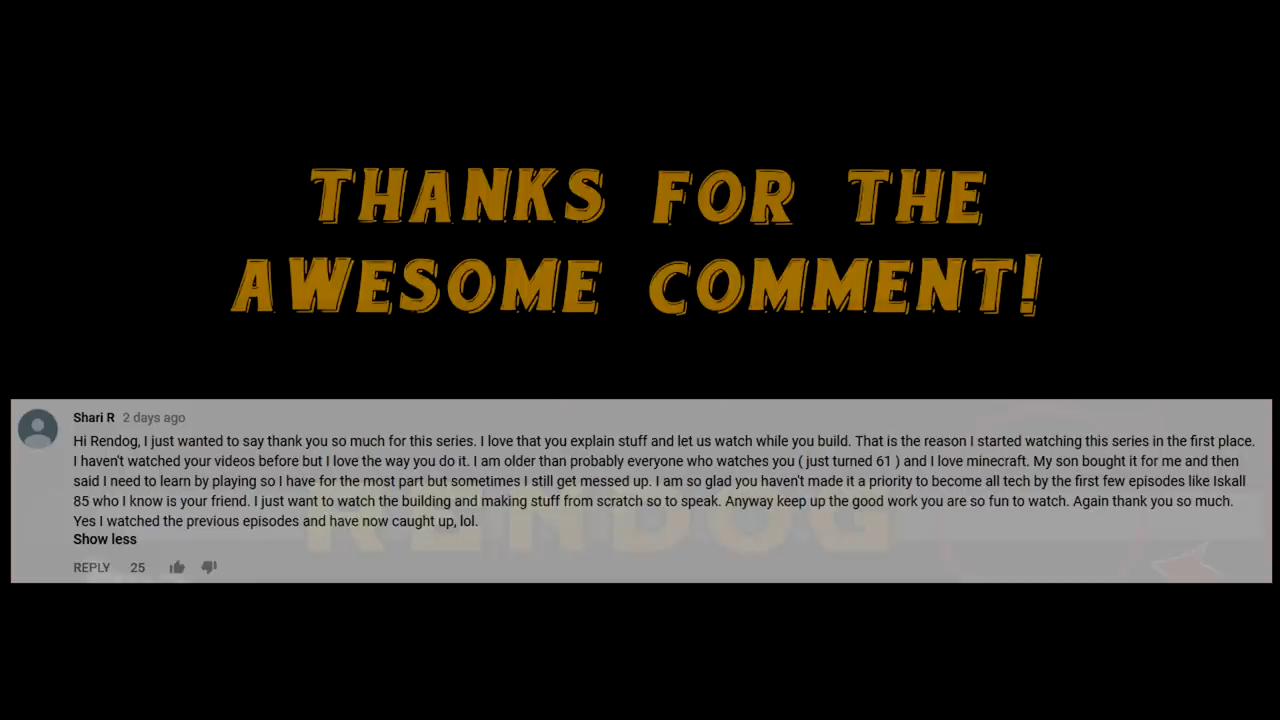 THANKS FOR THE
AWESOME COMMENT!
Shari R 2 days ago
Hi Rendog, I just wanted to say thank you so much for this series. I love that you explain stuff and let us watch while you build. That is the reason I started watching this series in the first place.
I haven't watched your videos before but I love the way you do it. I am older than probably everyone who watches you ( just turned 61 ) and I love minecraft. My son bought it for me and then
said I need to learn by playing so I have for the most part but sometimes I still get messed up. I am so glad you haven't made it a priority to become all tech by the first few episodes like Iskall
85 who I know is your friend. I just want to watch the building and making stuff from scratch so to speak. Anyway keep up the good work you are so fun to watch. Again thank you so much.
Yes I watched the previous episodes and have now caught up, lol.
RENDOG
Show less
REPLY 25